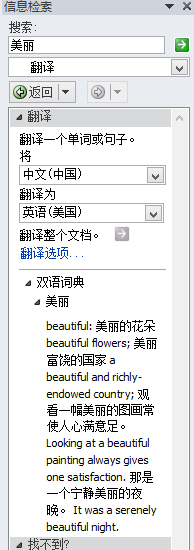 信息检索
搜索:
美丽
翻译
返回
翻译
翻译一个单词或句子。
将
中文(中国)
翻译为
英语(美国)
翻译整个文档。
翻译选项...
双语词典
美丽
beautiful: 美丽的花朵
beautiful flowers; 美丽
富饶的国家 a
beautiful and richly-
endowed country; 观
看一幅美丽的图画常
使人心满意足。
Looking at a beautiful
painting always gives
one satisfaction. 那是
一个宁静美丽的夜
晚。 It was a serenely
beautiful night.
找不到?